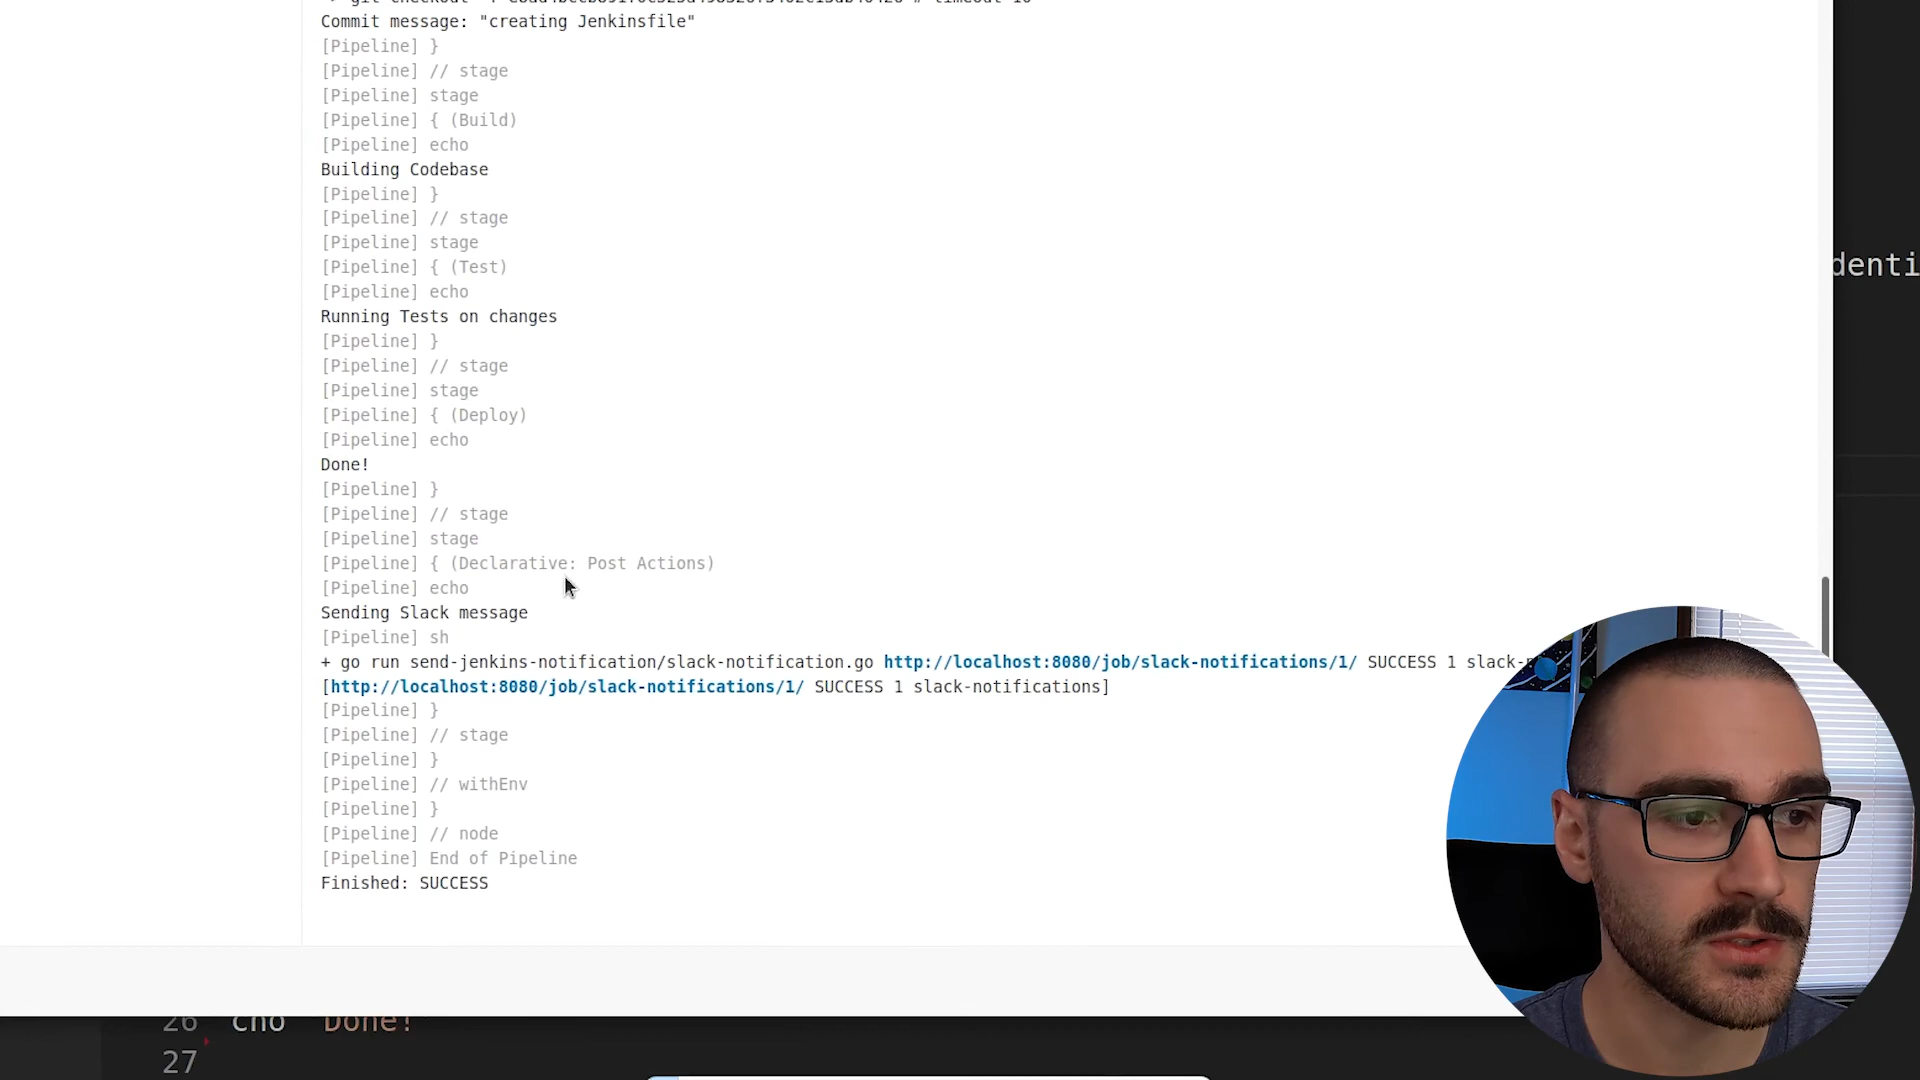 Commit message: "creating Jenkinsfile"
[Pipeline] }
[Pipeline] // stage
[Pipeline] stage
[Pipeline] { (Build)
[Pipeline] echo
Building Codebase
[Pipeline] }
[Pipeline] // stage
[Pipeline] stage
[Pipeline] { (Test)
[Pipeline] echo
Running Tests on changes
[Pipeline] }
[Pipeline] // stage
[Pipeline] stage
[Pipeline] { (Deploy)
[Pipeline] echo
Done!
[Pipeline] }
[Pipeline] // stage
[Pipeline] stage
[Pipeline] { (Declarative: Post Actions)
[Pipeline] echo
Sending Slack message
[Pipeline] sh
+ go run send-jenkins-notification/slack-notification.go http://localhost:8080/job/slack-notifications/1/ SUCCESS 1 slack-
[http://localhost:8080/job/slack-notifications/1/ SUCCESS 1 slack-notifications]
[Pipeline] }
[Pipeline] // stage
[Pipeline] }
[Pipeline] // withEnv
[Pipeline] }
[Pipeline] // node
[Pipeline] End of Pipeline
Finished: SUCCESS
denti
26 cho Done!
27